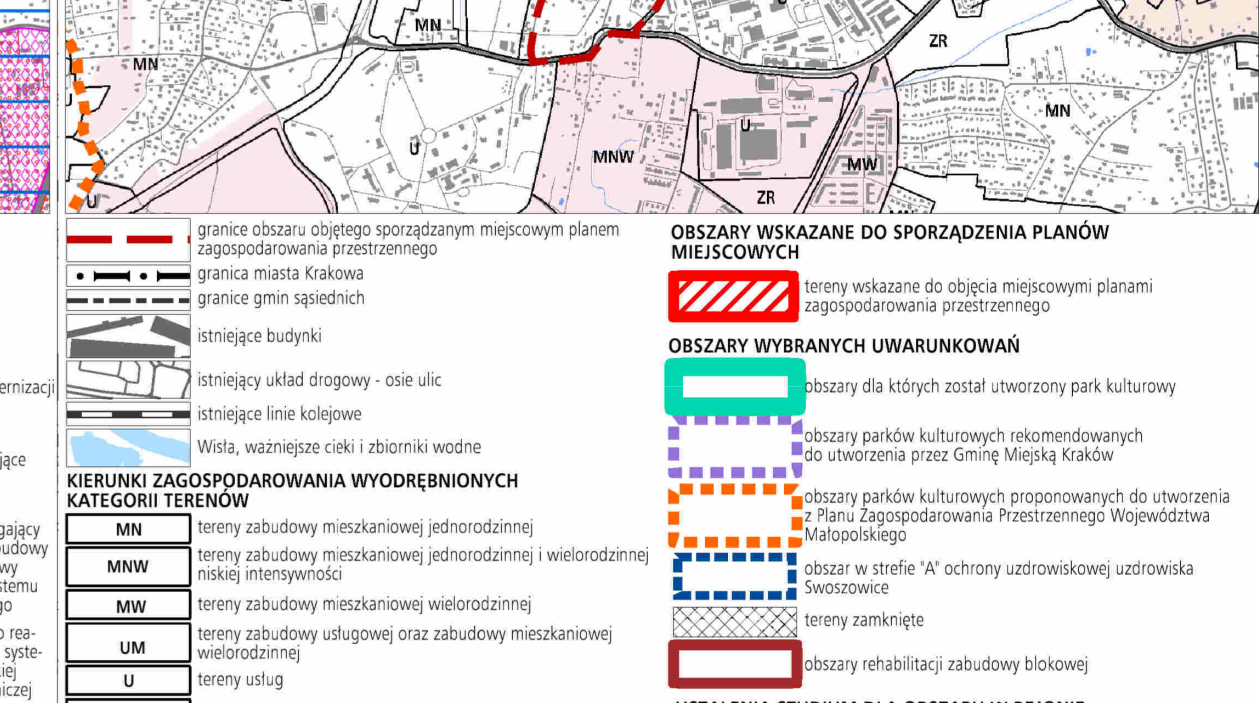 MN
ZR
MN
MN
U
U
MNW
MW
ZR
U
granice obszaru objętego sporządzanym miejscowym planem
zagospodarowania przestrzennego
granica miasta Krakowa
granice gmin sąsiednich
istniejące budynki
istniejący układ drogowy - osie ulic
istniejące linie kolejowe
Wisła, ważniejsze cieki i zbiorniki wodne
KIERUNKI ZAGOSPODAROWANIA WYODRĘBNIONYCH
KATEGORII TERENÓW
MN tereny zabudowy mieszkaniowej jednorodzinnej
MNW tereny zabudowy mieszkaniowej jednorodzinnej i wielorodzinnej
niskiej intensywności
MW tereny zabudowy mieszkaniowej wielorodzinnej
UM tereny zabudowy usługowej oraz zabudowy mieszkaniowej
wielorodzinnej
U tereny usług
OBSZARY WSKAZANE DO SPORZĄDZENIA PLANÓW
MIEJSCOWYCH
tereny wskazane do objęcia miejscowymi planami
zagospodarowania przestrzennego
OBSZARY WYBRANYCH UWARUNKOWAŃ
obszary dla których został utworzony park kulturowy
obszary parków kulturowych rekomendowanych
do utworzenia przez Gminę Miejską Kraków
obszary parków kulturowych proponowanych do utworzenia
z Planu Zagospodarowania Przestrzennego Województwa
Małopolskiego
obszar w strefie "A" ochrony uzdrowiskowej uzdrowiska
Swoszowice
tereny zamknięte
obszary rehabilitacji zabudowy blokowej